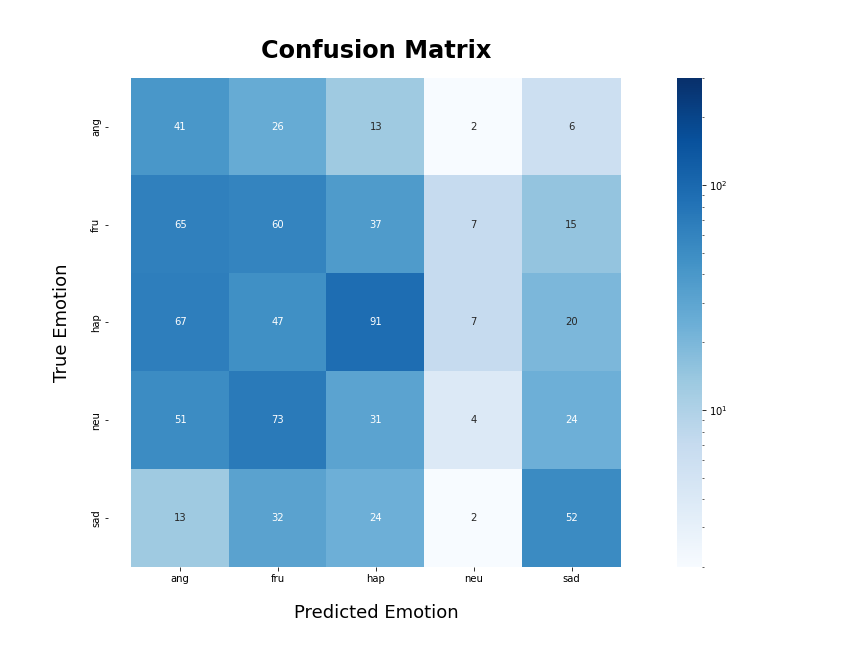 Confusion Matrix
True Emotion
ang 41 26 13 2 6
fru 65 60 37 7 15
hap 67 47 91 7 20
neu 51 73 31 4 24
sad 13 32 24 2 52
ang fru hap neu sad
Predicted Emotion
10²
10¹